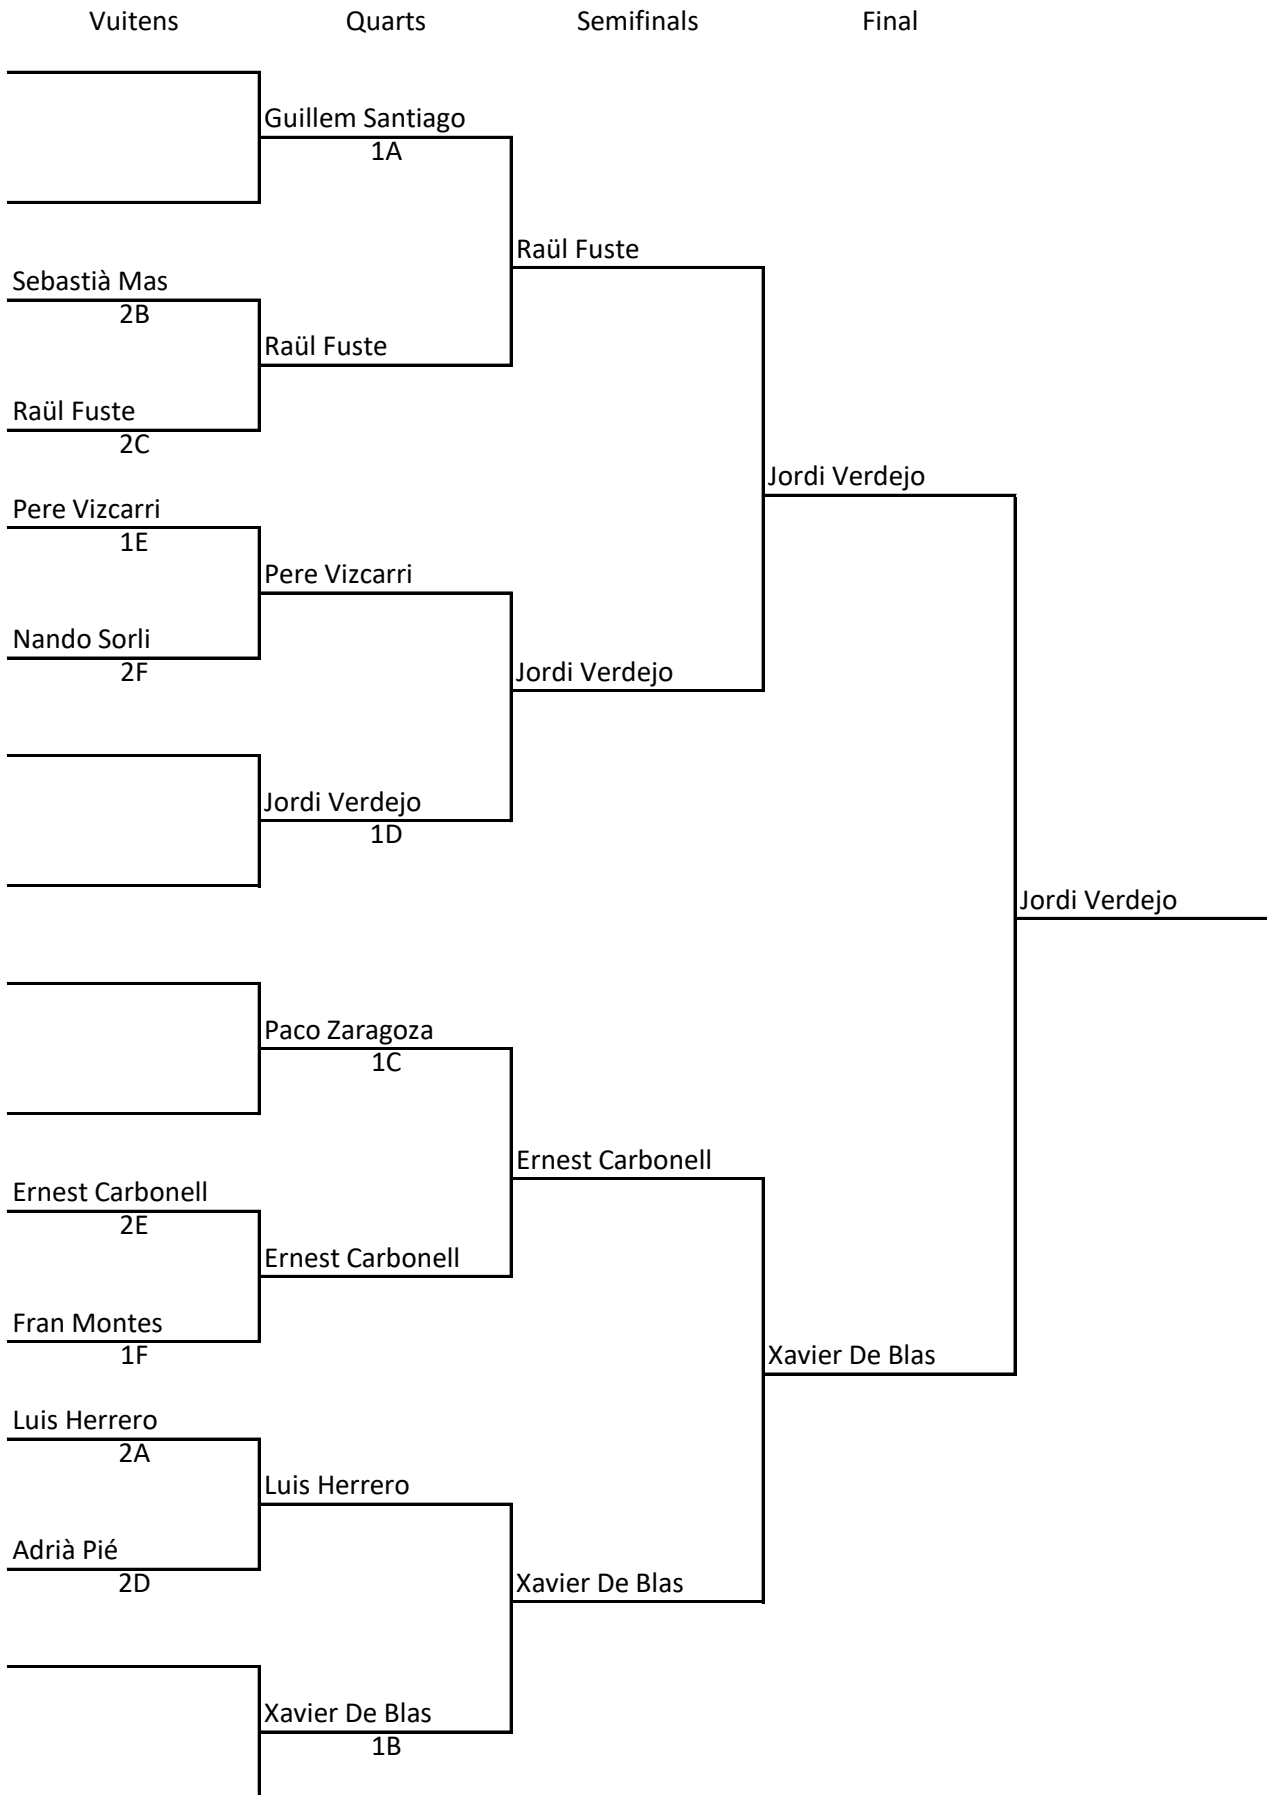 Vuitens Quarts Semifinals Final
Guillem Santiago
1A
Raül Fuste
Sebastià Mas
2B
Raül Fuste
Raül Fuste
2C
Jordi Verdejo
Pere Vizcarri
1E
Pere Vizcarri
Nando Sorli
2F
Jordi Verdejo
Jordi Verdejo
1D
Jordi Verdejo
Paco Zaragoza
1C
Ernest Carbonell
Ernest Carbonell
2E
Ernest Carbonell
Fran Montes
1F
Xavier De Blas
Luis Herrero
2A
Luis Herrero
Adrià Pié
2D
Xavier De Blas
Xavier De Blas
1B